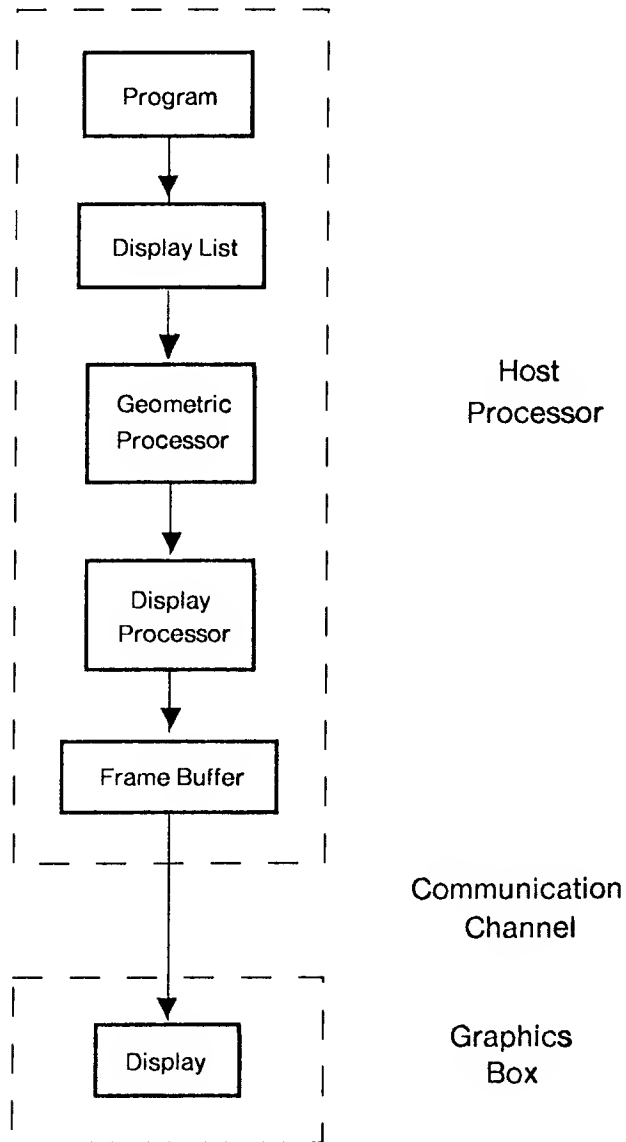 Program
Display List
Geometric
Processor
Host
Processor
Display
Processor
Frame Buffer
Communication
Channel
Display
Graphics
Box